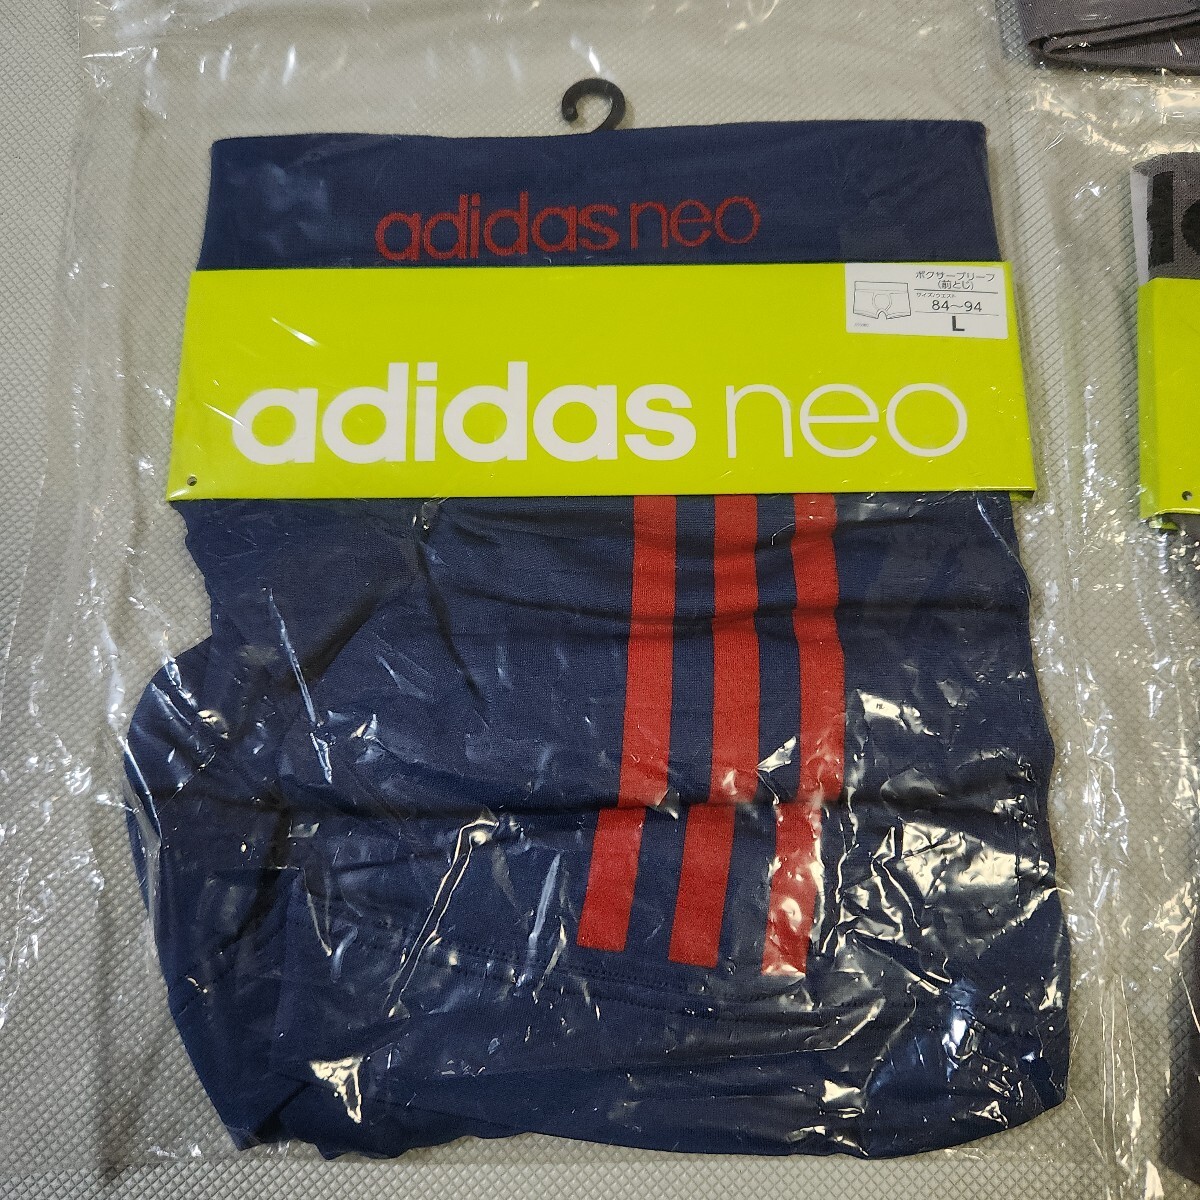 adidas neo
ボクサーブリーフ
(前とじ)
サイズ/ウエスト
84〜94
L
adidas neo